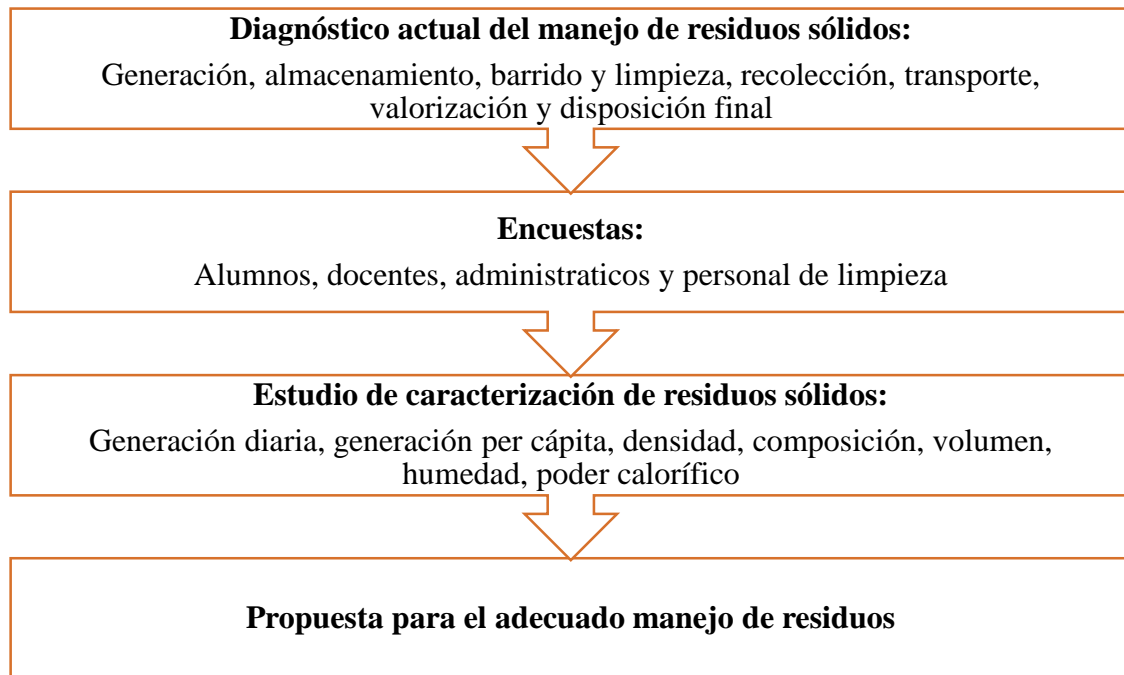 Diagnóstico actual del manejo de residuos sólidos:
Generación, almacenamiento, barrido y limpieza, recolección, transporte,
valorización y disposición final
Encuestas:
Alumnos, docentes, administraticos y personal de limpieza
Estudio de caracterización de residuos sólidos:
Generación diaria, generación per cápita, densidad, composición, volumen,
humedad, poder calorífico
Propuesta para el adecuado manejo de residuos